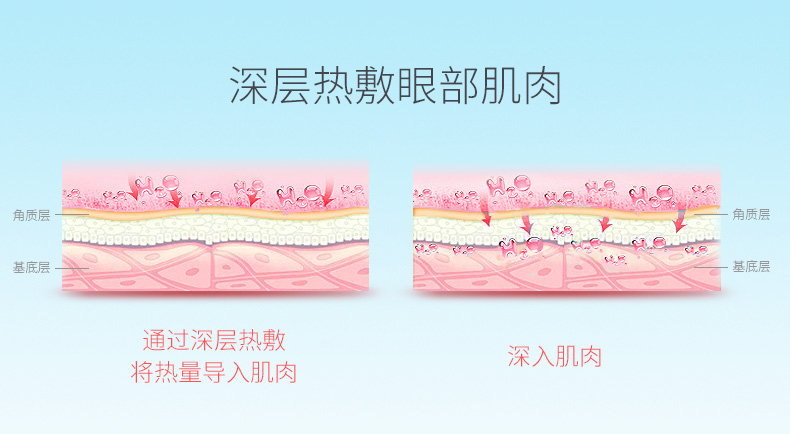 深层热敷眼部肌肉
角质层
基底层
角质层
基底层
通过深层热敷
将热量导入肌肉
深入肌肉